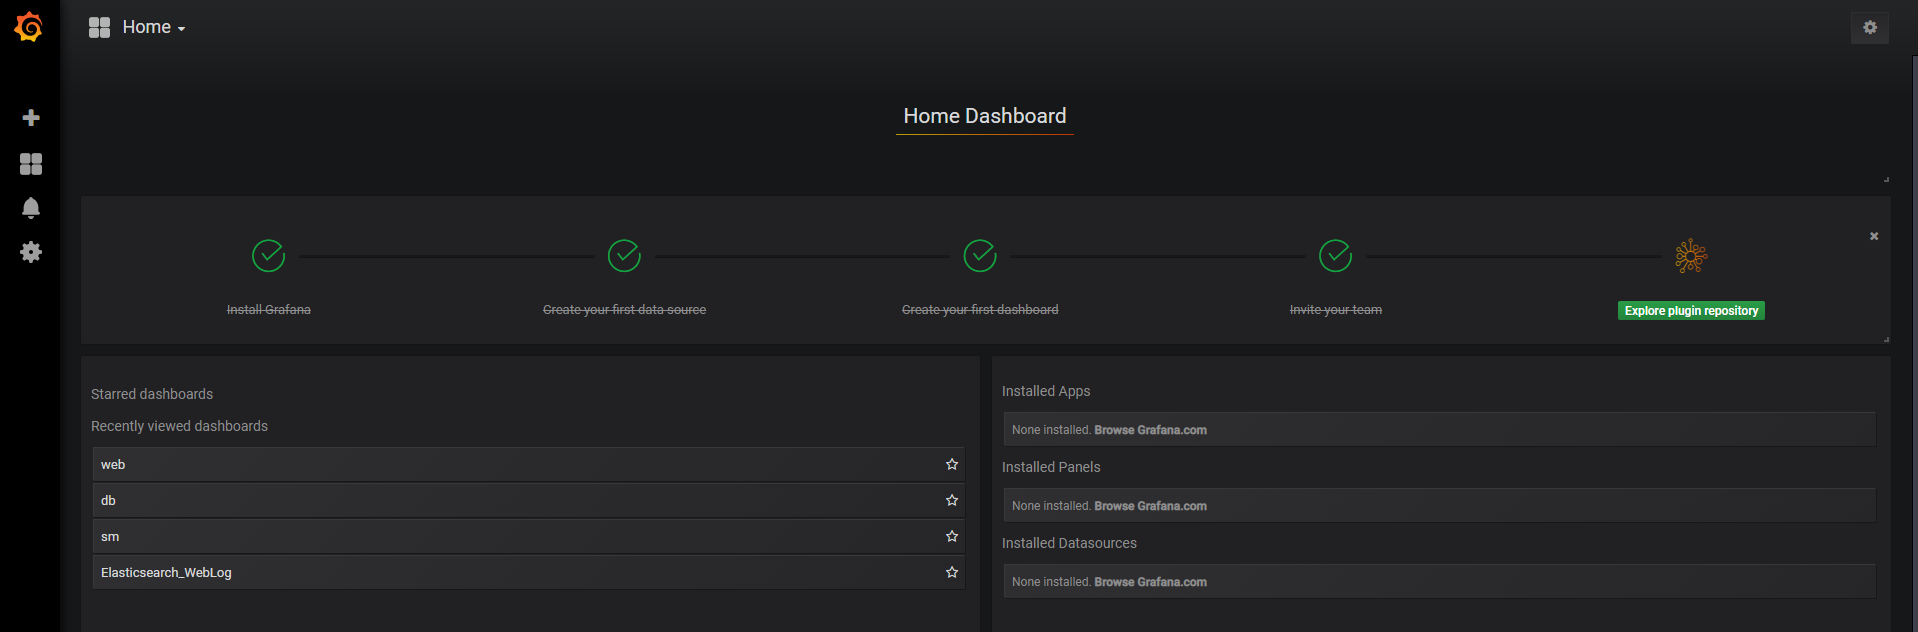 Home
Home Dashboard
Install Grafana
Create your first data source
Create your first dashboard
Invite your team
Explore plugin repository
Starred dashboards
Recently viewed dashboards
web
db
sm
Elasticsearch_WebLog
Installed Apps
None installed. Browse Grafana.com
Installed Panels
None installed. Browse Grafana.com
Installed Datasources
None installed. Browse Grafana.com